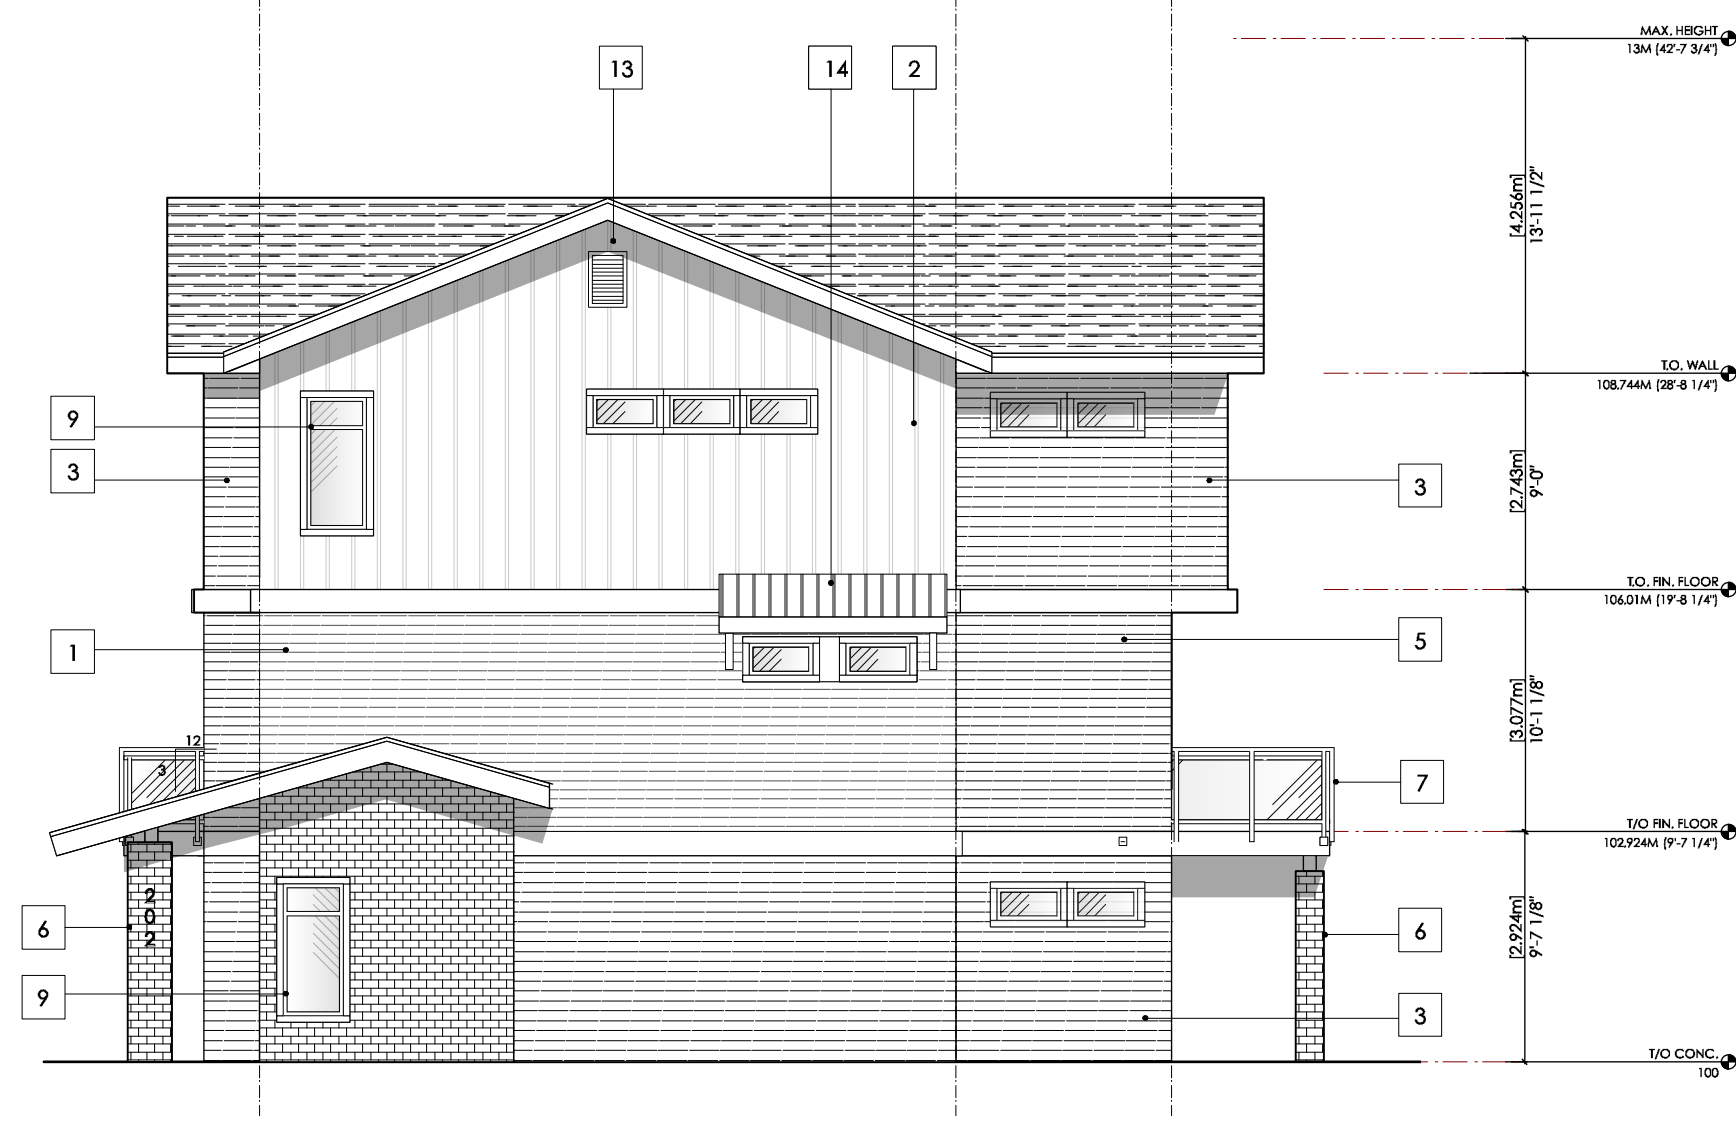 MAX. HEIGHT
13M (42'-7 3/4")
13
14
2
[4.256m]
13'-11 1/2"
T.O. WALL
108.744M (28'-8 1/4")
9
3
3
[2.743m]
9'-0"
T.O. FIN. FLOOR
106.01M (19'-8 1/4")
1
5
[3.077m]
10'-1 1/8"
12
3
7
T/O FIN. FLOOR
102.924M (9'-7 1/4")
202
6
6
[2.924m]
9'-7 1/8"
9
3
T/O CONC.
100